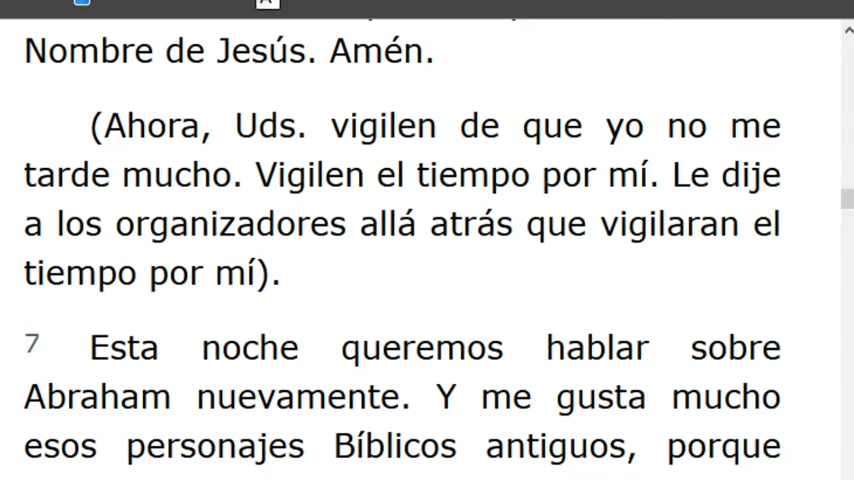 Nombre de Jesús. Amén.
(Ahora, Uds. vigilen de que yo no me
tarde mucho. Vigilen el tiempo por mí. Le dije
a los organizadores allá atrás que vigilaran el
tiempo por mí).
7 Esta noche queremos hablar sobre
Abraham nuevamente. Y me gusta mucho
esos personajes Bíblicos antiguos, porque